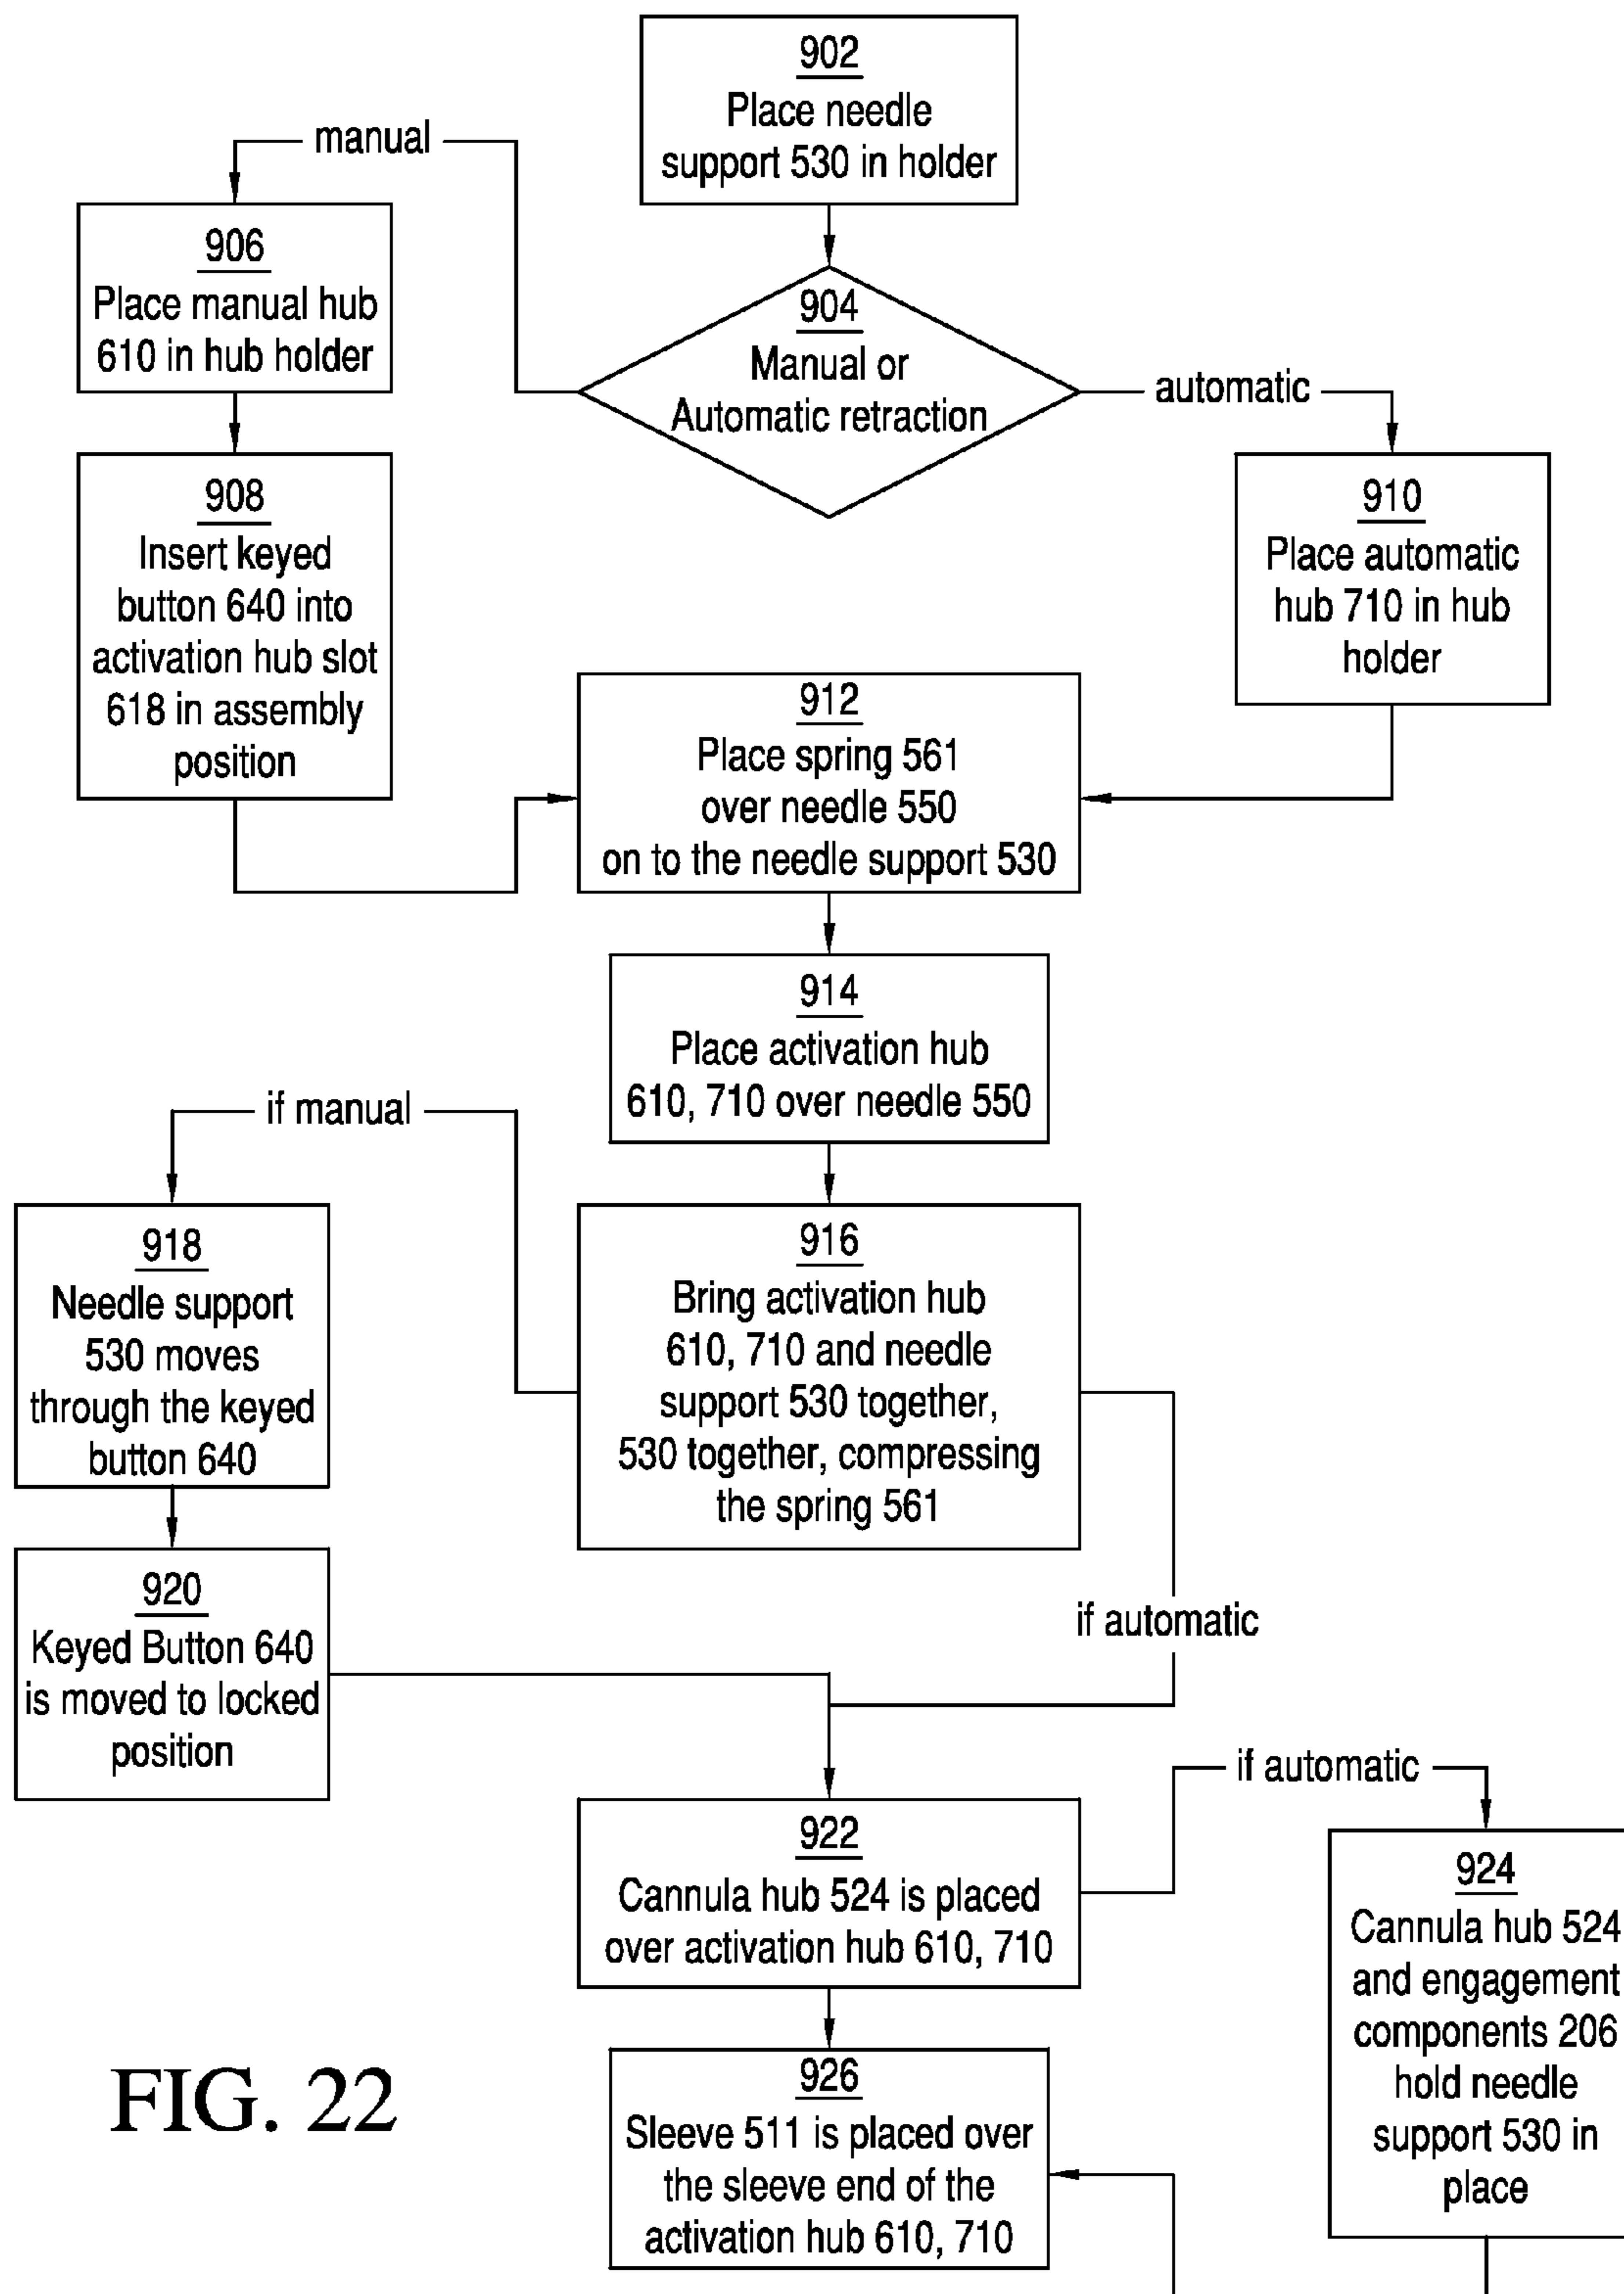 902
Place needle
support 530 in holder
manual
904
Manual or
Automatic retraction
automatic
906
Place manual hub
610 in hub holder
908
Insert keyed
button 640 into
activation hub slot
618 in assembly
position
910
Place automatic
hub 710 in hub
holder
912
Place spring 561
over needle 550
on to the needle support 530
914
Place activation hub
610, 710 over needle 550
if manual
916
Bring activation hub
610, 710 and needle
support 530 together,
530 together, compressing
the spring 561
918
Needle support
530 moves
through the keyed
button 640
920
Keyed Button 640
is moved to locked
position
if automatic
922
Cannula hub 524 is placed
over activation hub 610, 710
if automatic
924
Cannula hub 524
and engagement
components 206
hold needle
support 530 in
place
926
Sleeve 511 is placed over
the sleeve end of the
activation hub 610, 710
FIG. 22